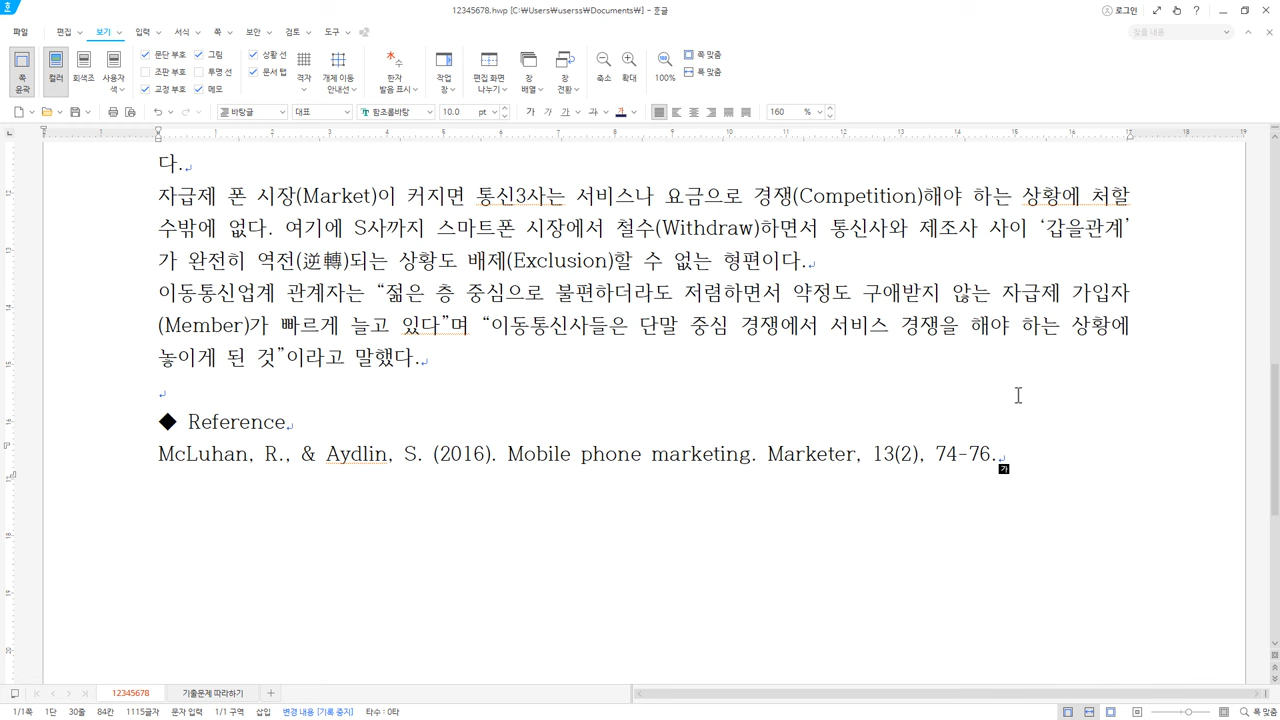 12345678.hwp [C:₩Users₩userss₩Documents₩] - 흔글
로그인
파일 편집 보기 입력 서식 쪽 보안 검토 도구 찾을 내용
쪽 윤곽 컬러 회색조 사용자 색 문단 부호 조판 부호 교정 부호 그림 투명 선 메모 상황 선 문서 탭 격자 개체 이동 안내선 한자 발음 표시 작업 창 편집 화면 나누기 창 배열 창 전환 축소 확대 100% 쪽 맞춤 폭 맞춤
바탕글 대표 함초롬바탕 10.0 pt 가 가 가 가 가 160 %
다.
자급제 폰 시장(Market)이 커지면 통신3사는 서비스나 요금으로 경쟁(Competition)해야 하는 상황에 처할
수밖에 없다. 여기에 S사까지 스마트폰 시장에서 철수(Withdraw)하면서 통신사와 제조사 사이 ‘갑을관계’
가 완전히 역전(逆轉)되는 상황도 배제(Exclusion)할 수 없는 형편이다.
이동통신업계 관계자는 “젊은 층 중심으로 불편하더라도 저렴하면서 약정도 구애받지 않는 자급제 가입자
(Member)가 빠르게 늘고 있다”며 “이동통신사들은 단말 중심 경쟁에서 서비스 경쟁을 해야 하는 상황에
놓이게 된 것”이라고 말했다.
◆ Reference
McLuhan, R., & Aydlin, S. (2016). Mobile phone marketing. Marketer, 13(2), 74-76.
가
12345678 기출문제 따라하기
1/1쪽 1단 30줄 84칸 1115글자 문자 입력 1/1 구역 삽입 변경 내용 [기록 중지] 타수 : 0타 폭 맞춤